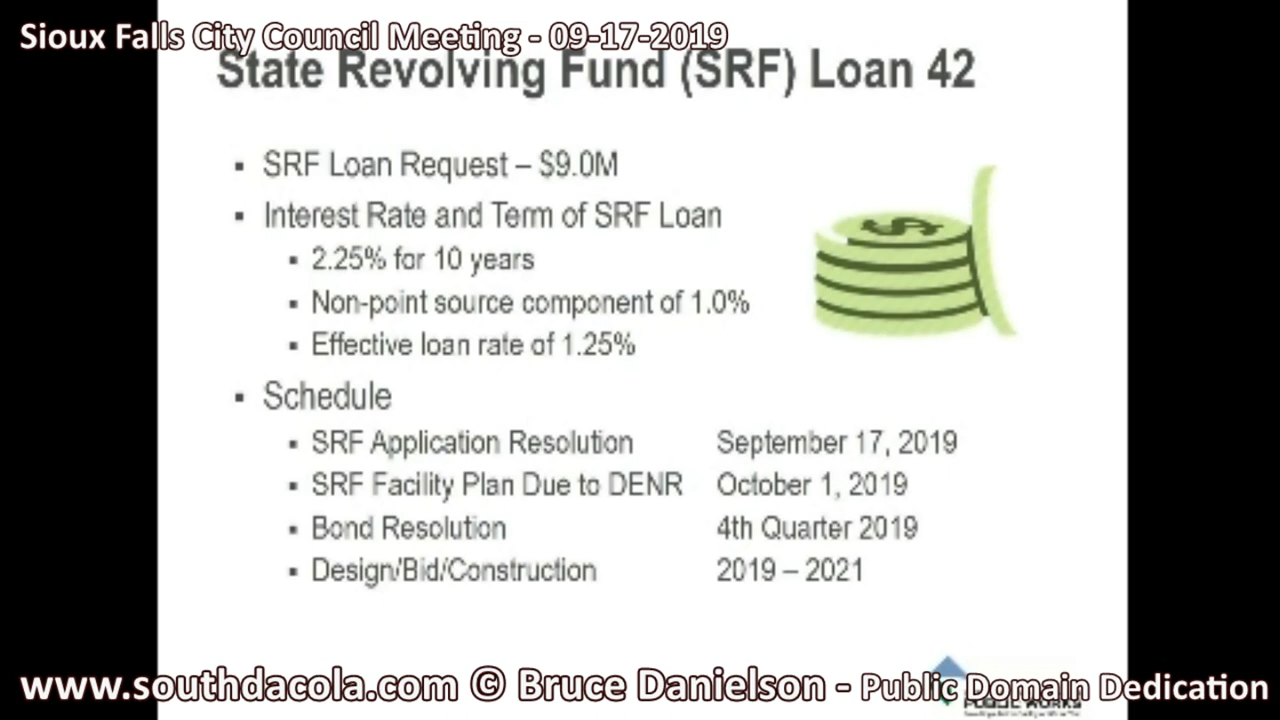 Sioux Falls City Council Meeting - 09-17-2019
State Revolving Fund (SRF) Loan 42
▪ SRF Loan Request – $9.0M
▪ Interest Rate and Term of SRF Loan
▪ 2.25% for 10 years
▪ Non-point source component of 1.0%
▪ Effective loan rate of 1.25%
▪ Schedule
▪ SRF Application Resolution September 17, 2019
▪ SRF Facility Plan Due to DENR October 1, 2019
▪ Bond Resolution 4th Quarter 2019
▪ Design/Bid/Construction 2019 – 2021
$
www.southdacola.com © Bruce Danielson - Public Domain Dedication
PUBLIC WORKS